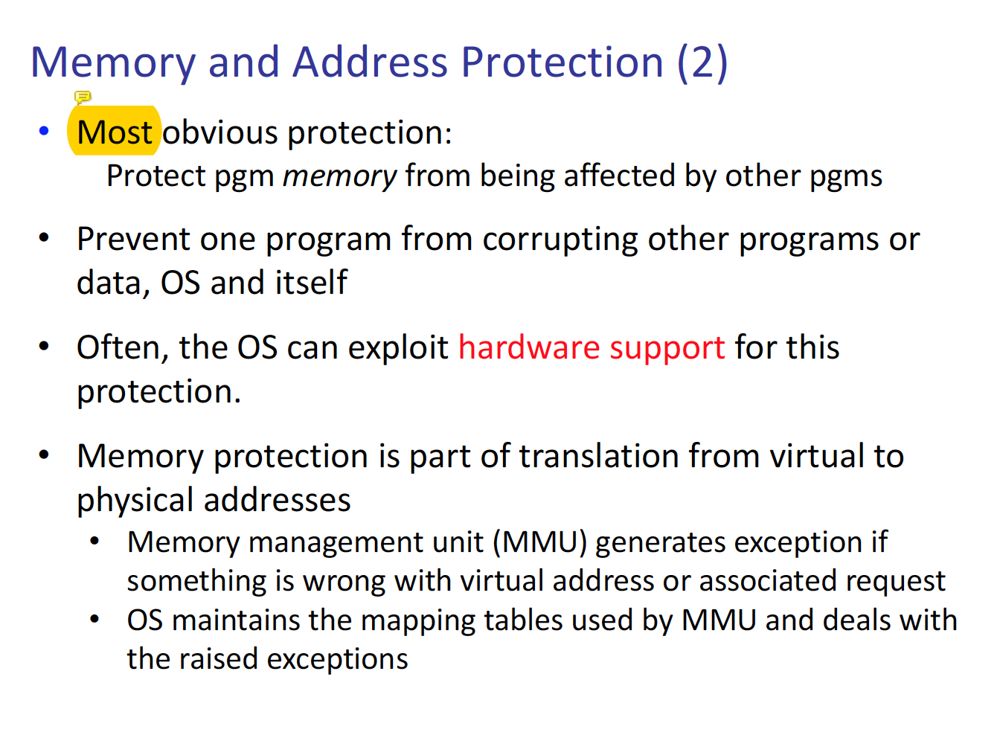 Memory and Address Protection (2)
• Most obvious protection:
Protect pgm memory from being affected by other pgms
• Prevent one program from corrupting other programs or
data, OS and itself
• Often, the OS can exploit hardware support for this
protection.
• Memory protection is part of translation from virtual to
physical addresses
• Memory management unit (MMU) generates exception if
something is wrong with virtual address or associated request
• OS maintains the mapping tables used by MMU and deals with
the raised exceptions